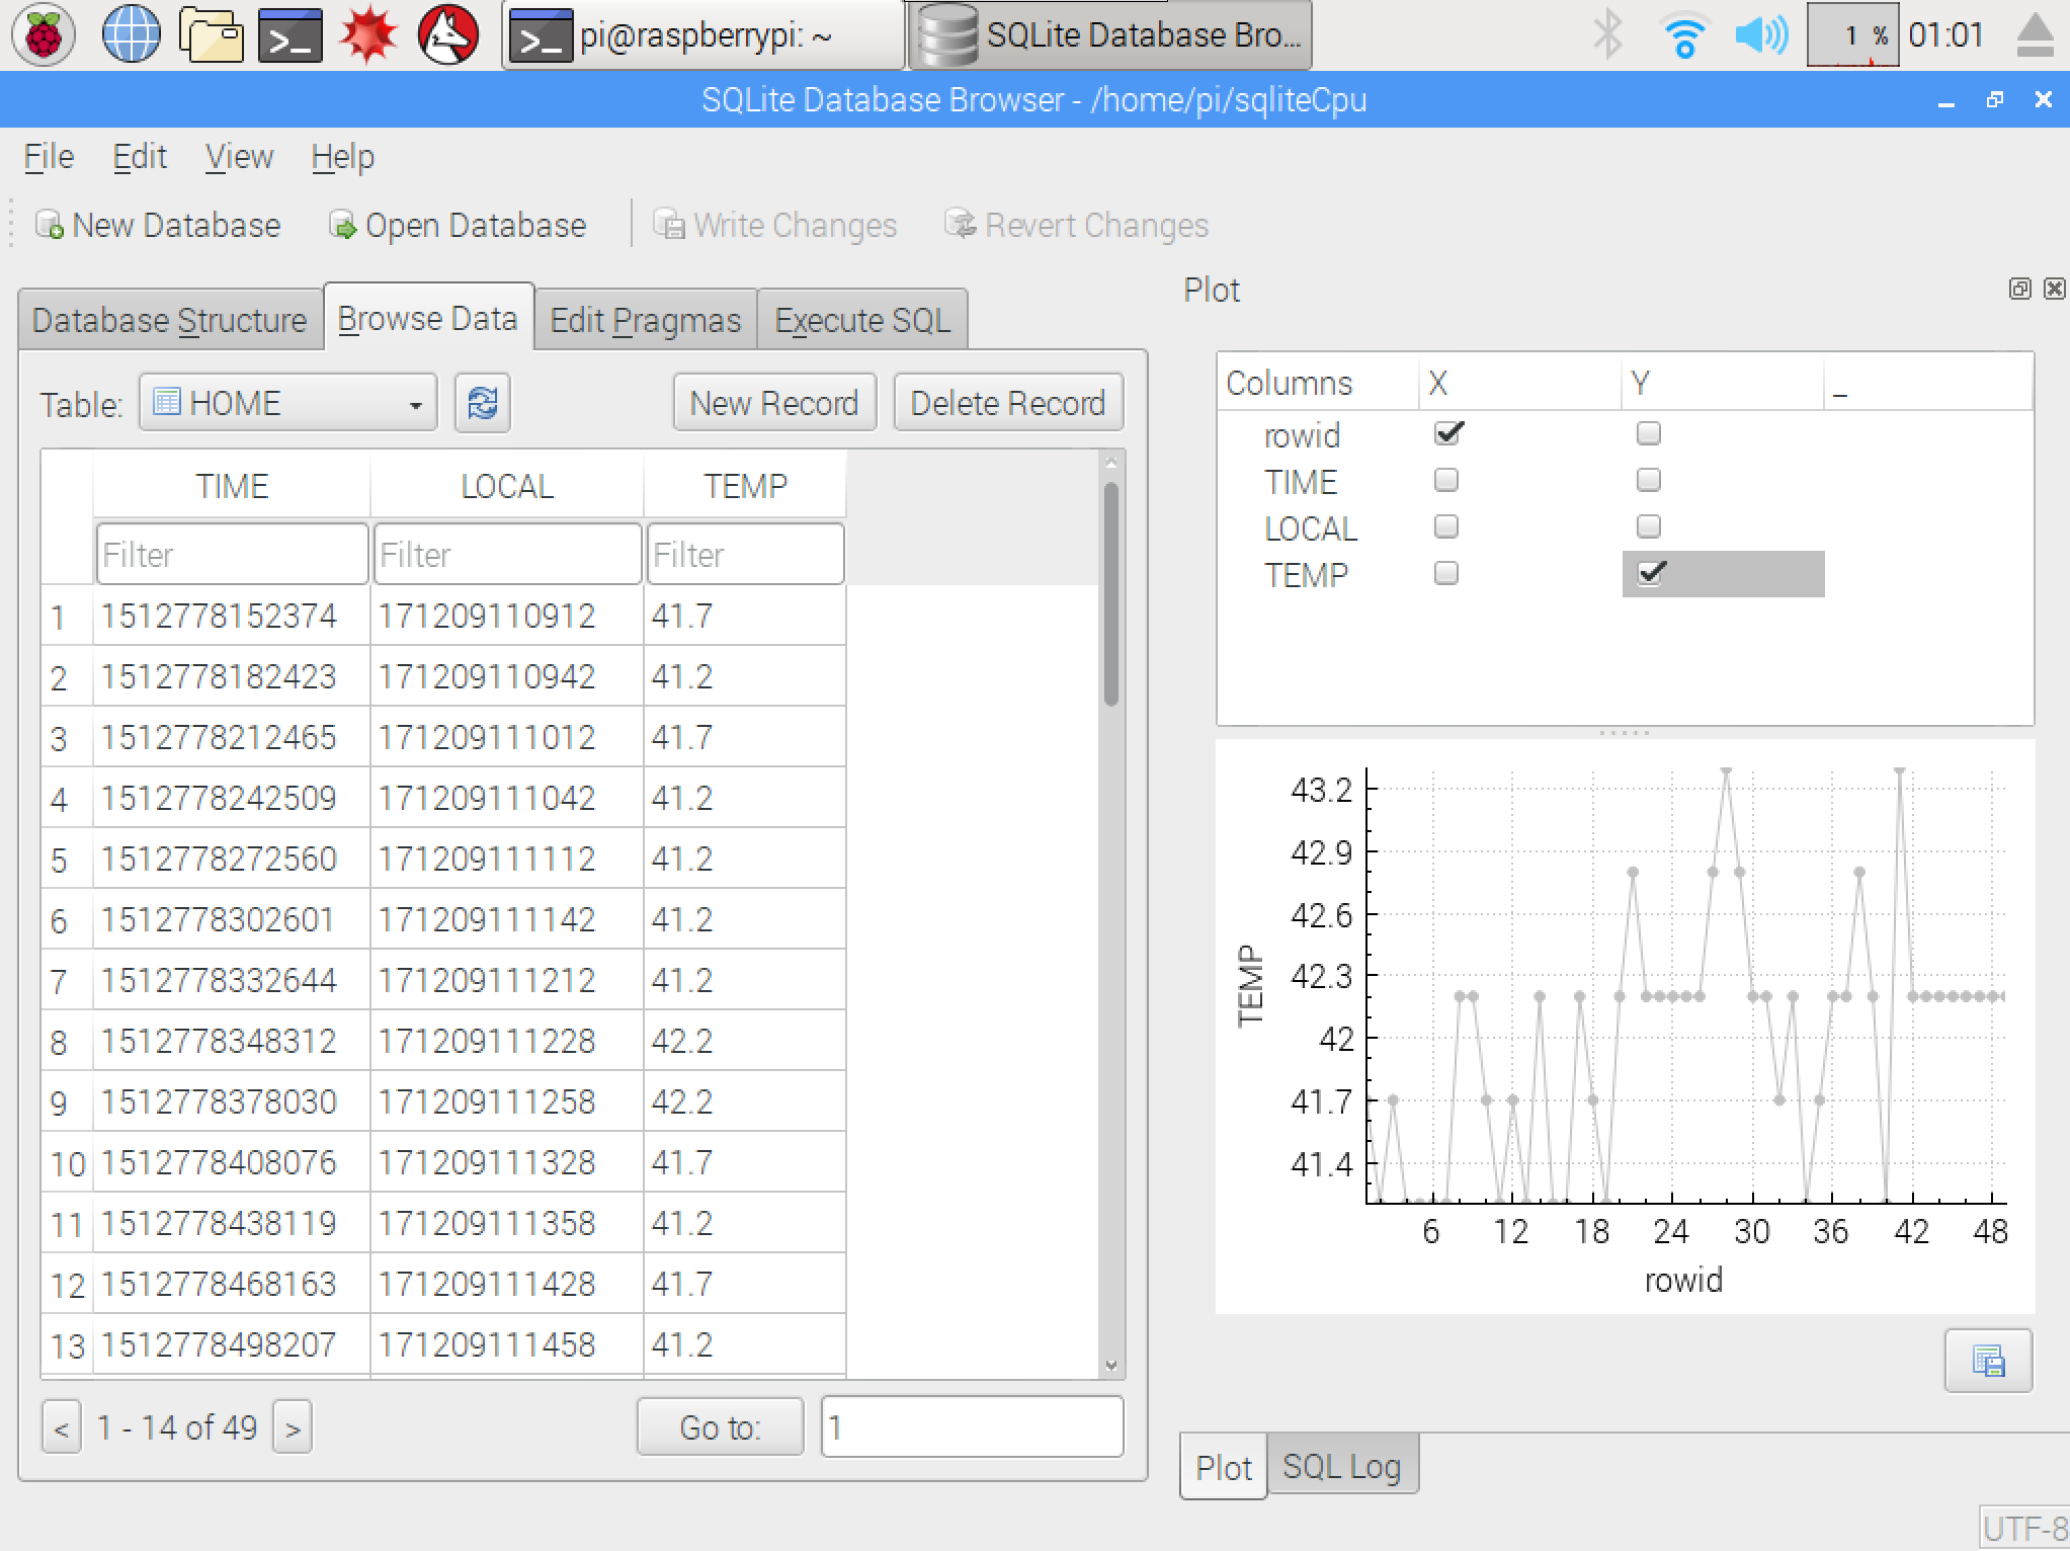 pi@raspberrypi: ~
SQLite Database Bro...
1 %
01:01
SQLite Database Browser - /home/pi/sqliteCpu
File Edit View Help
New Database Open Database Write Changes Revert Changes
Database Structure Browse Data Edit Pragmas Execute SQL
Table: HOME New Record Delete Record
TIME LOCAL TEMP
Filter Filter Filter
1 1512778152374 171209110912 41.7
2 1512778182423 171209110942 41.2
3 1512778212465 171209111012 41.7
4 1512778242509 171209111042 41.2
5 1512778272560 171209111112 41.2
6 1512778302601 171209111142 41.2
7 1512778332644 171209111212 41.2
8 1512778348312 171209111228 42.2
9 1512778378030 171209111258 42.2
10 1512778408076 171209111328 41.7
11 1512778438119 171209111358 41.2
12 1512778468163 171209111428 41.7
13 1512778498207 171209111458 41.2
< 1 - 14 of 49 > Go to: 1
Plot
Columns X Y _
rowid
TIME
LOCAL
TEMP
43.2
42.9
42.6
42.3
42
41.7
41.4
TEMP
6 12 18 24 30 36 42 48
rowid
Plot SQL Log
UTF-8